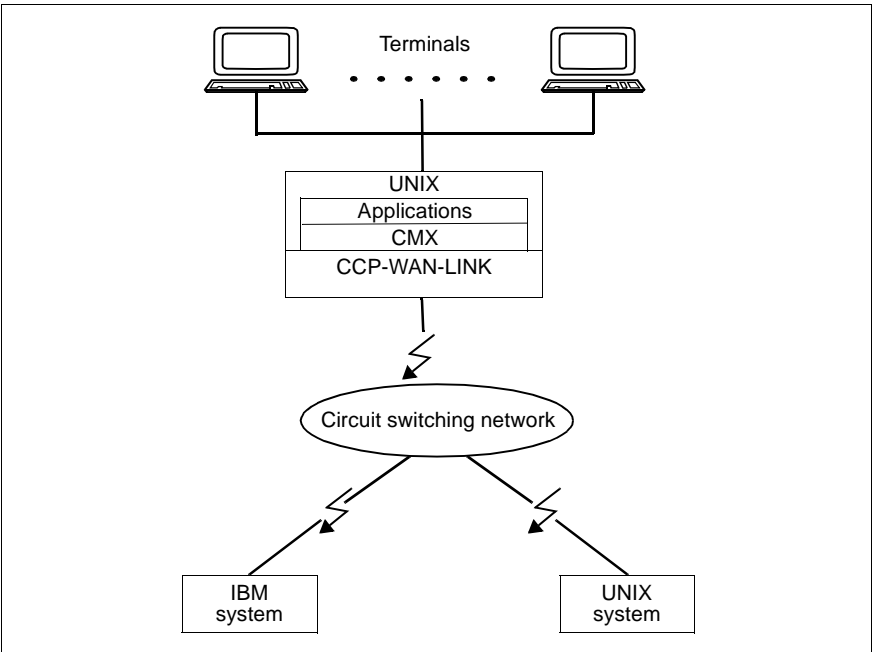 Terminals
UNIX
Applications
CMX
CCP-WAN-LINK
Circuit switching network
IBM
system
UNIX
system